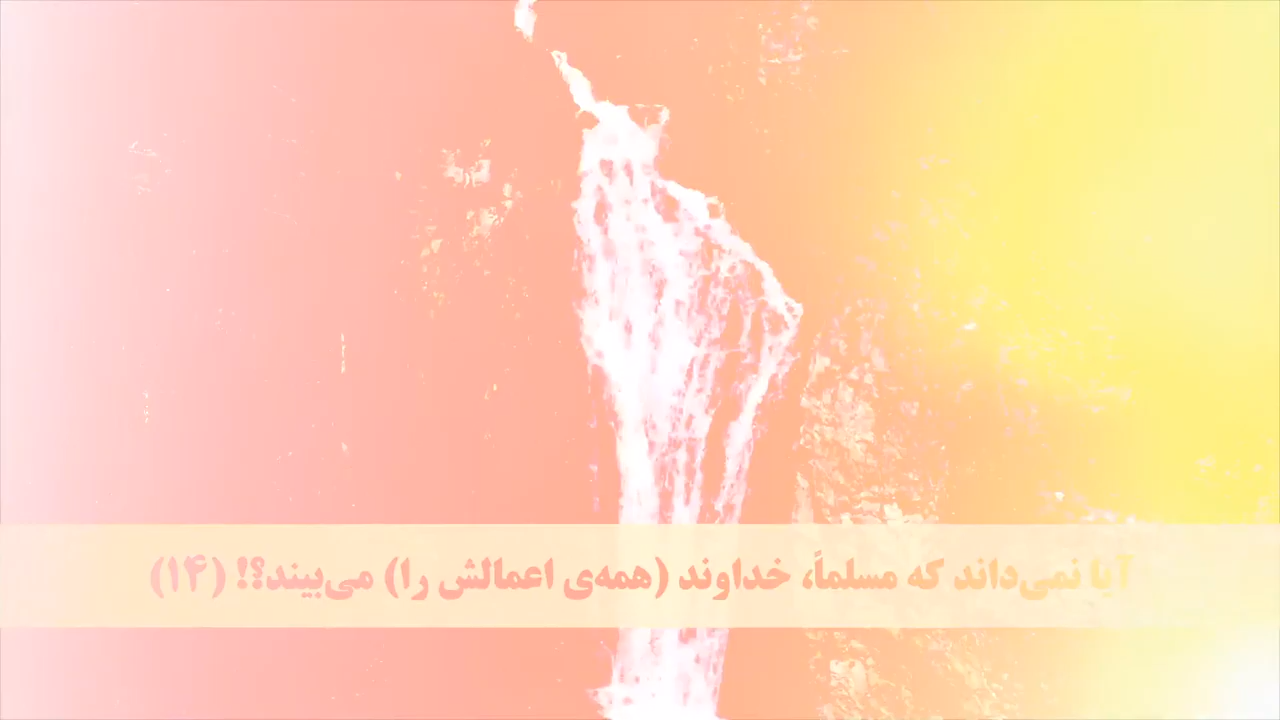 آیا نمی‌داند که مسلماً، خداوند (همه‌ی اعمالش را) می‌بیند؟! (۱۴)